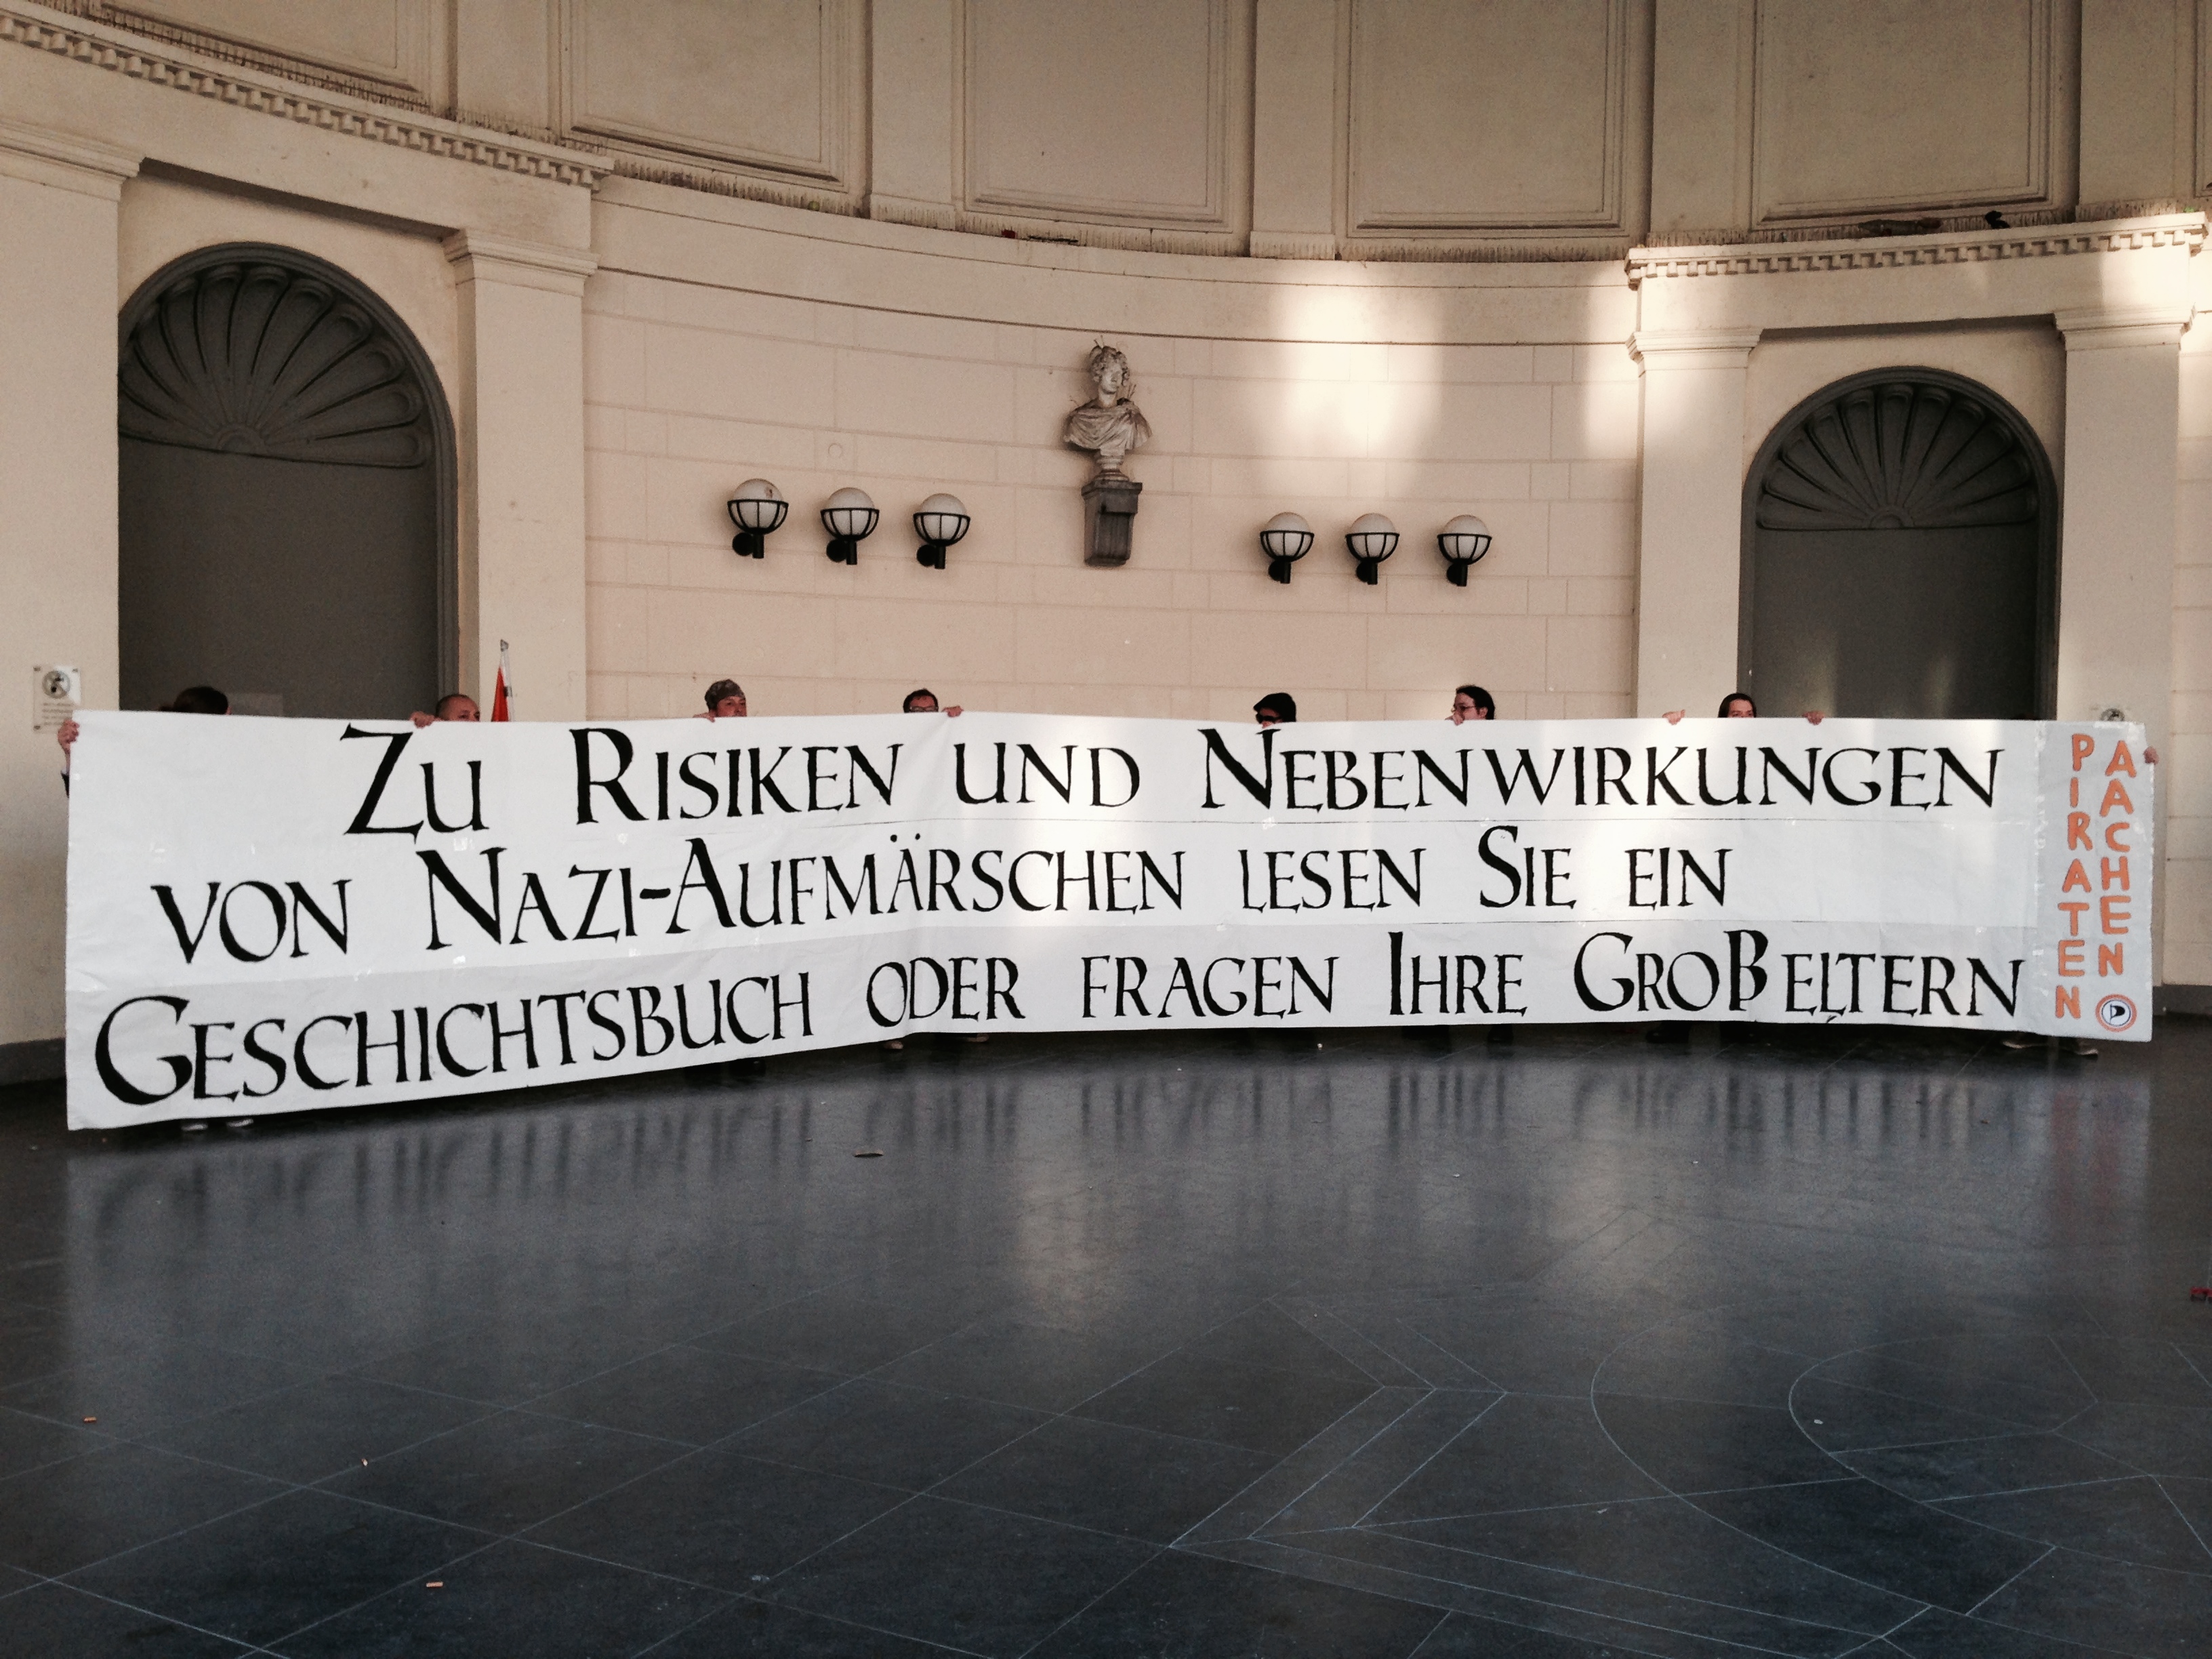 Zu Risiken und Nebenwirkungen
von Nazi-Aufmärschen lesen Sie ein
Geschichtsbuch oder fragen Ihre Großeltern
PIRATEN
AACHEN